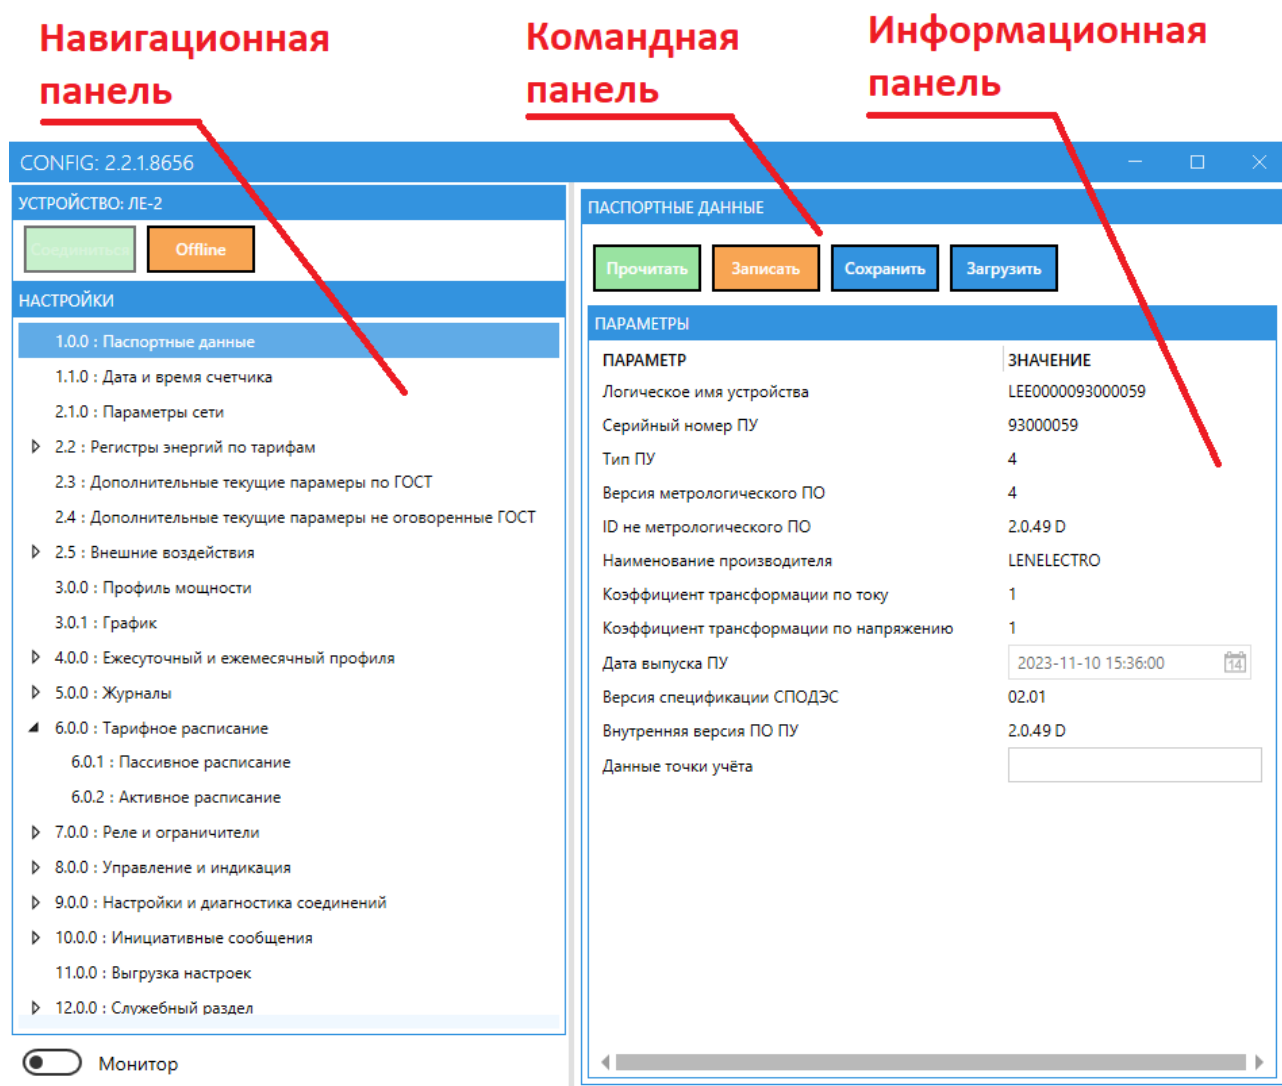 Навигационная
панель
Командная
панель
Информационная
панель
CONFIG: 2.2.1.8656
УСТРОЙСТВО: ЛЕ-2
Соединиться
Offline
НАСТРОЙКИ
1.0.0 : Паспортные данные
1.1.0 : Дата и время счетчика
2.1.0 : Параметры сети
2.2 : Регистры энергий по тарифам
2.3 : Дополнительные текущие парамеры по ГОСТ
2.4 : Дополнительные текущие парамеры не оговоренные ГОСТ
2.5 : Внешние воздействия
3.0.0 : Профиль мощности
3.0.1 : График
4.0.0 : Ежесуточный и ежемесячный профиля
5.0.0 : Журналы
6.0.0 : Тарифное расписание
6.0.1 : Пассивное расписание
6.0.2 : Активное расписание
7.0.0 : Реле и ограничители
8.0.0 : Управление и индикация
9.0.0 : Настройки и диагностика соединений
10.0.0 : Инициативные сообщения
11.0.0 : Выгрузка настроек
12.0.0 : Служебный раздел
Монитор
ПАСПОРТНЫЕ ДАННЫЕ
Прочитать Записать Сохранить Загрузить
ПАРАМЕТРЫ
ПАРАМЕТР ЗНАЧЕНИЕ
Логическое имя устройства LEE0000093000059
Серийный номер ПУ 93000059
Тип ПУ 4
Версия метрологического ПО 4
ID не метрологического ПО 2.0.49 D
Наименование производителя LENELECTRO
Коэффициент трансформации по току 1
Коэффициент трансформации по напряжению 1
Дата выпуска ПУ 2023-11-10 15:36:00 14
Версия спецификации СПОДЭС 02.01
Внутренняя версия ПО ПУ 2.0.49 D
Данные точки учёта